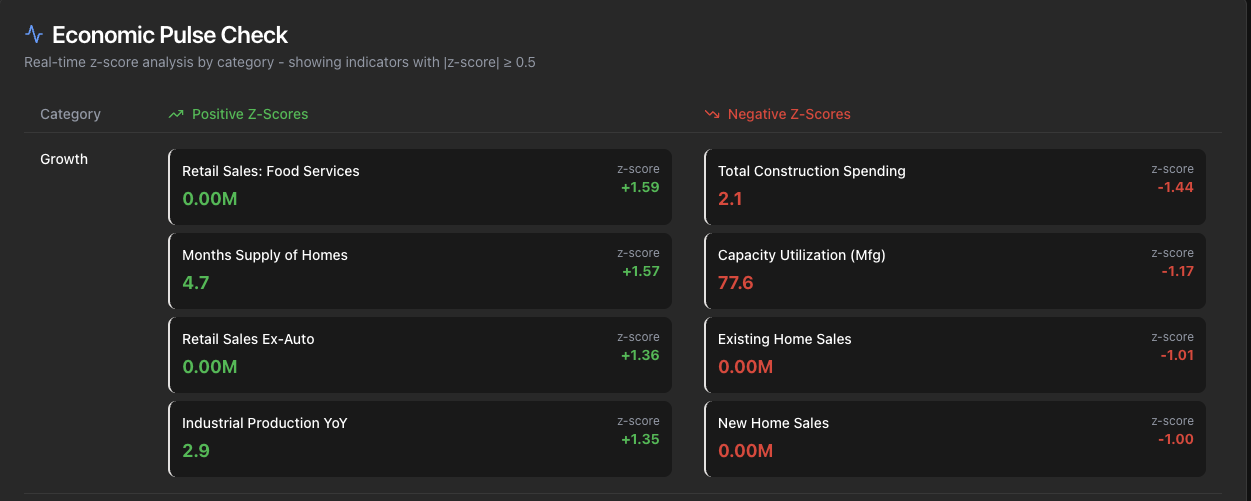 Economic Pulse Check
Real-time z-score analysis by category - showing indicators with |z-score| ≥ 0.5
Category
Positive Z-Scores
Negative Z-Scores
Growth
Retail Sales: Food Services
z-score
0.00M
+1.59
Total Construction Spending
z-score
2.1
-1.44
Months Supply of Homes
z-score
4.7
+1.57
Capacity Utilization (Mfg)
z-score
77.6
-1.17
Retail Sales Ex-Auto
z-score
0.00M
+1.36
Existing Home Sales
z-score
0.00M
-1.01
Industrial Production YoY
z-score
2.9
+1.35
New Home Sales
z-score
0.00M
-1.00